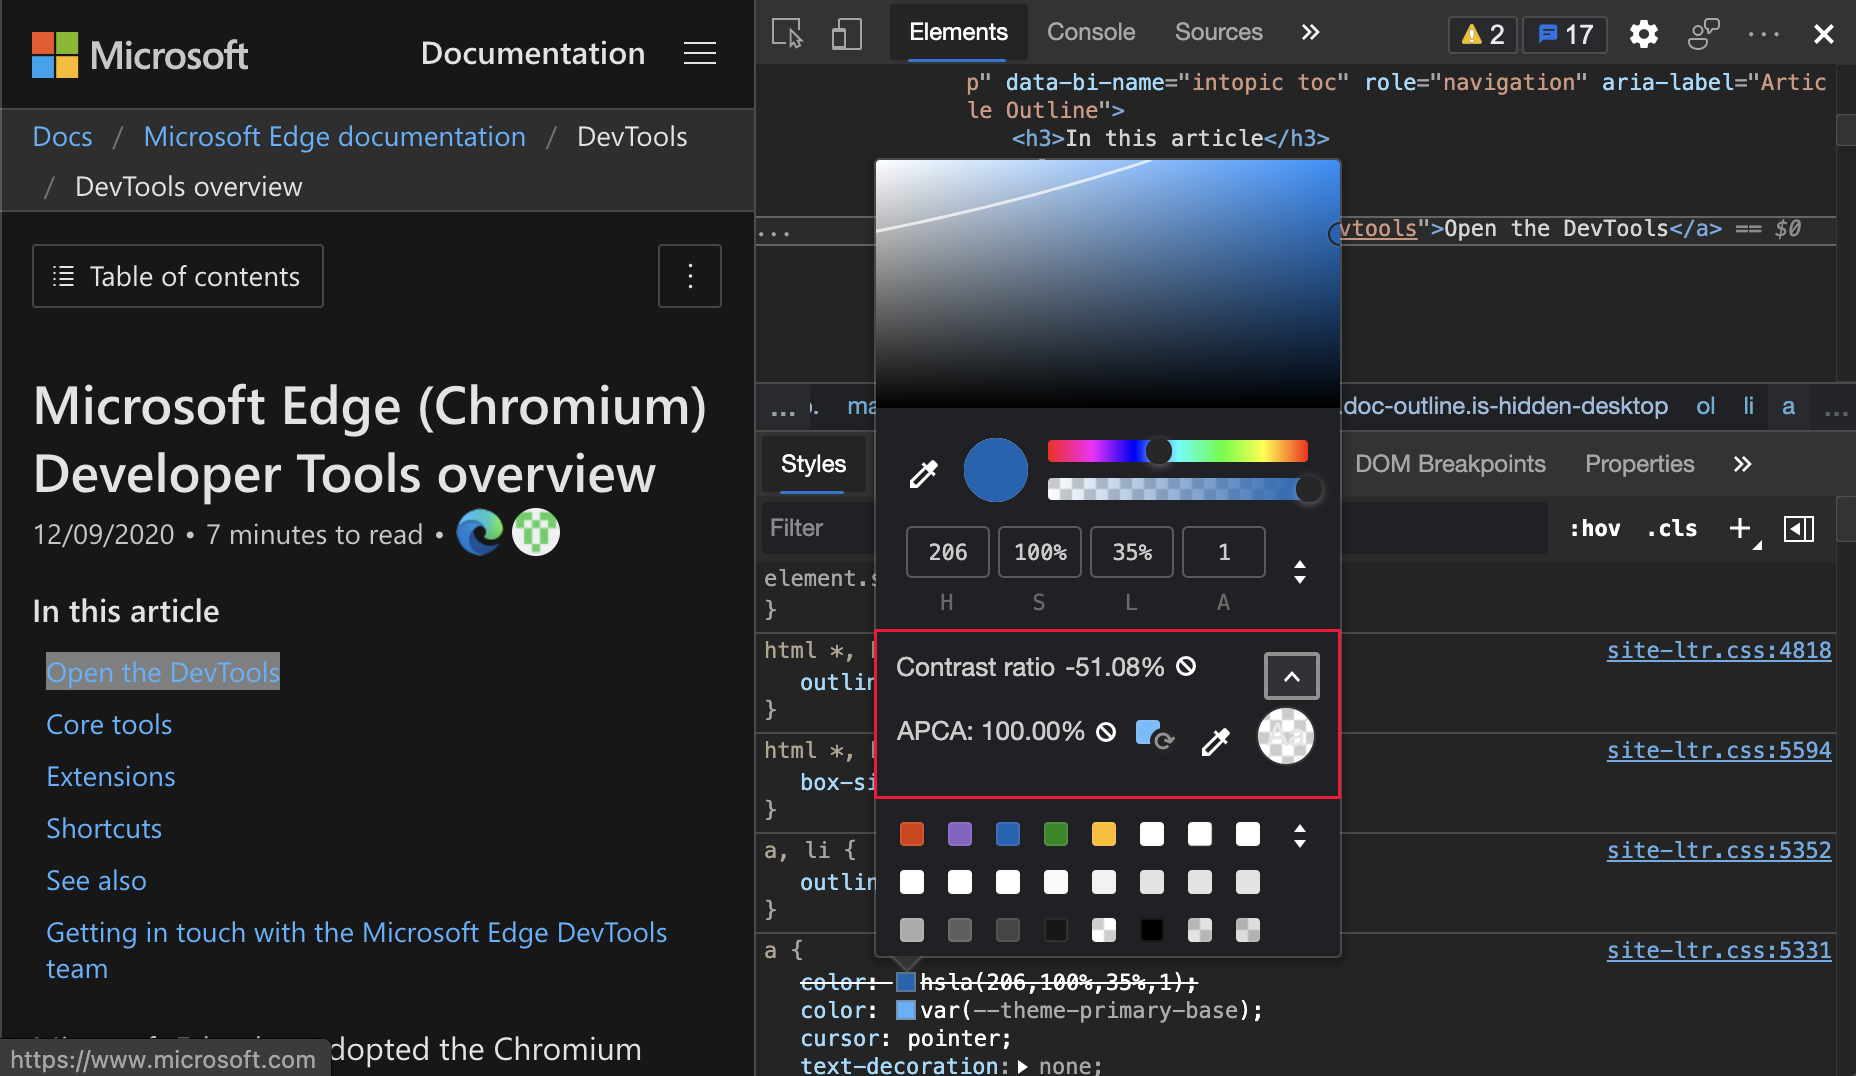 Microsoft
Documentation
Docs / Microsoft Edge documentation / DevTools
/ DevTools overview
Table of contents
Microsoft Edge (Chromium)
Developer Tools overview
12/09/2020 • 7 minutes to read •
In this article
Open the DevTools
Core tools
Extensions
Shortcuts
See also
Getting in touch with the Microsoft Edge DevTools
team
dopted the Chromium
https://www.microsoft.com
Elements
Console
Sources
2
17
p" data-bi-name="intopic toc" role="navigation" aria-label="Artic
le Outline">
<h3>In this article</h3>
...
vtools">Open the DevTools</a> == $0
... ma
.doc-outline.is-hidden-desktop ol li a ...
Styles
DOM Breakpoints
Properties
Filter
:hov .cls +
206 100% 35% 1
H S L A
Contrast ratio -51.08%
APCA: 100.00%
Aa
element.s
}
html *,
site-ltr.css:4818
outlin
}
html *,
site-ltr.css:5594
box-si
}
a, li {
site-ltr.css:5352
outlin
}
a {
site-ltr.css:5331
color: hsla(206,100%,35%,1);
color: var(--theme-primary-base);
cursor: pointer;
text-decoration: none;